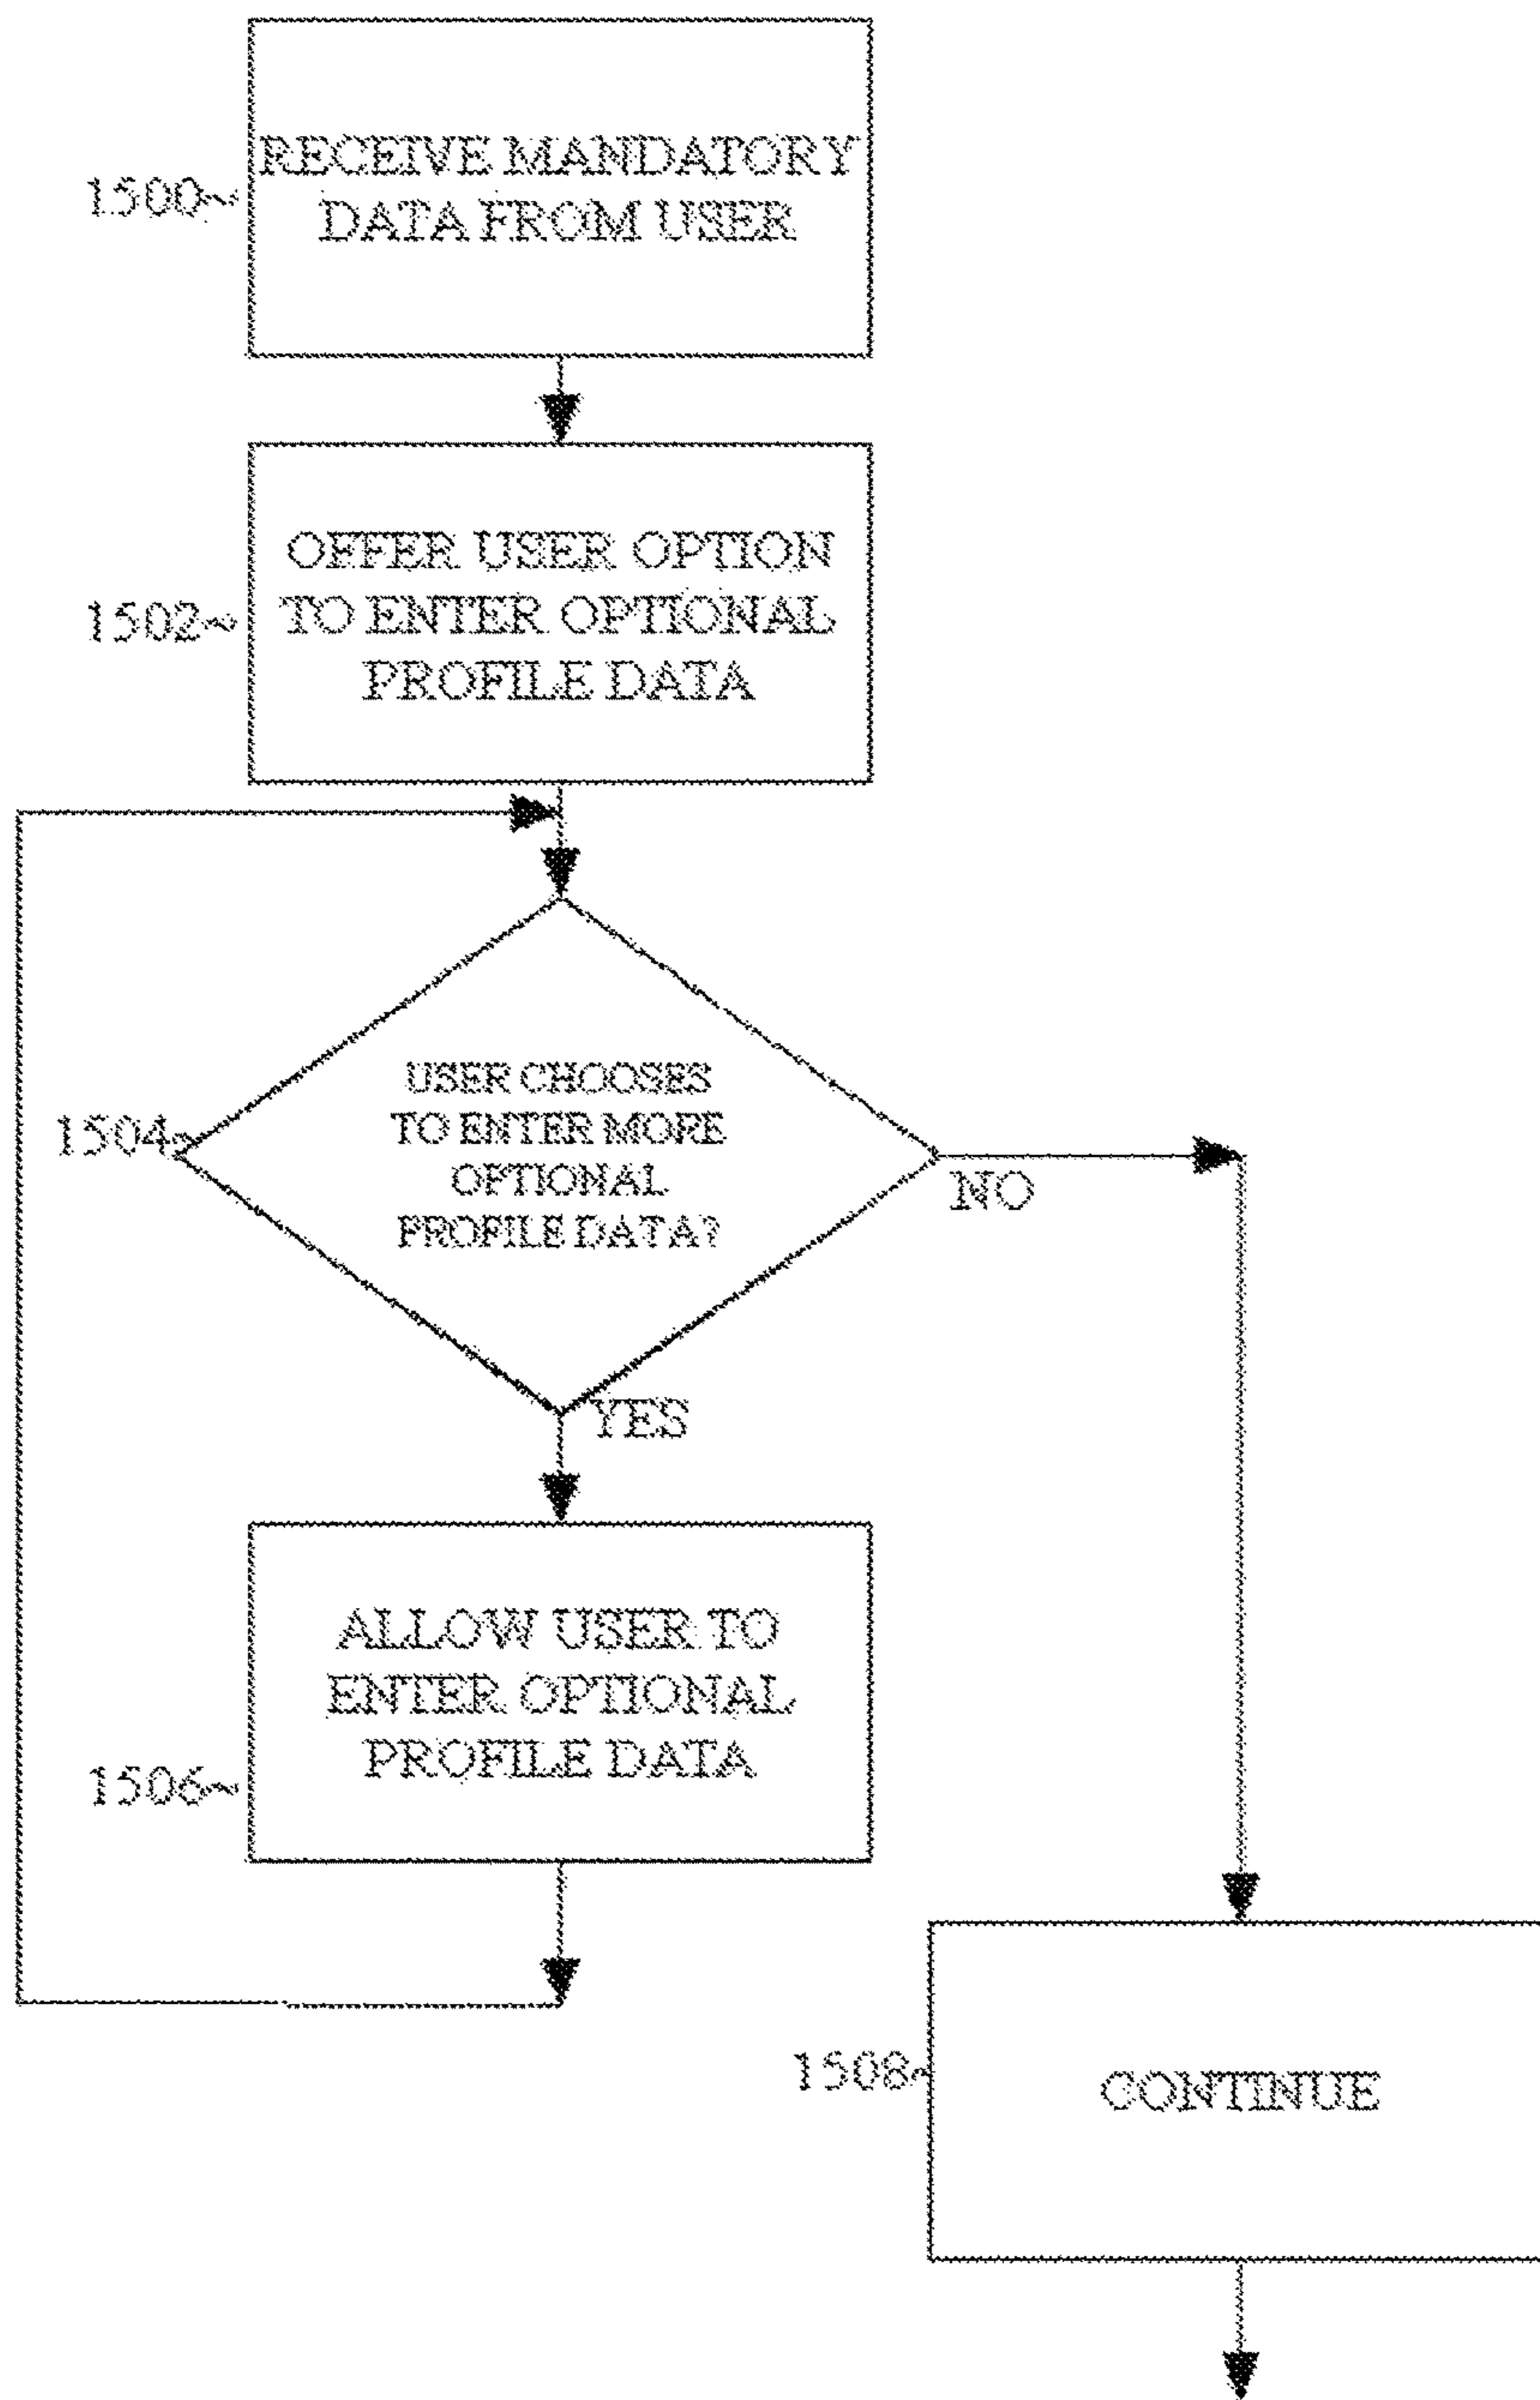 RECEIVE MANDATORY
DATA FROM USER
1500~
OFFER USER OPTION
TO ENTER OPTIONAL
PROFILE DATA
1502~
USER CHOOSES
TO ENTER MORE
OPTIONAL
PROFILE DATA?
1504~
NO
YES
ALLOW USER TO
ENTER OPTIONAL
PROFILE DATA
1506~
1508~
CONTINUE